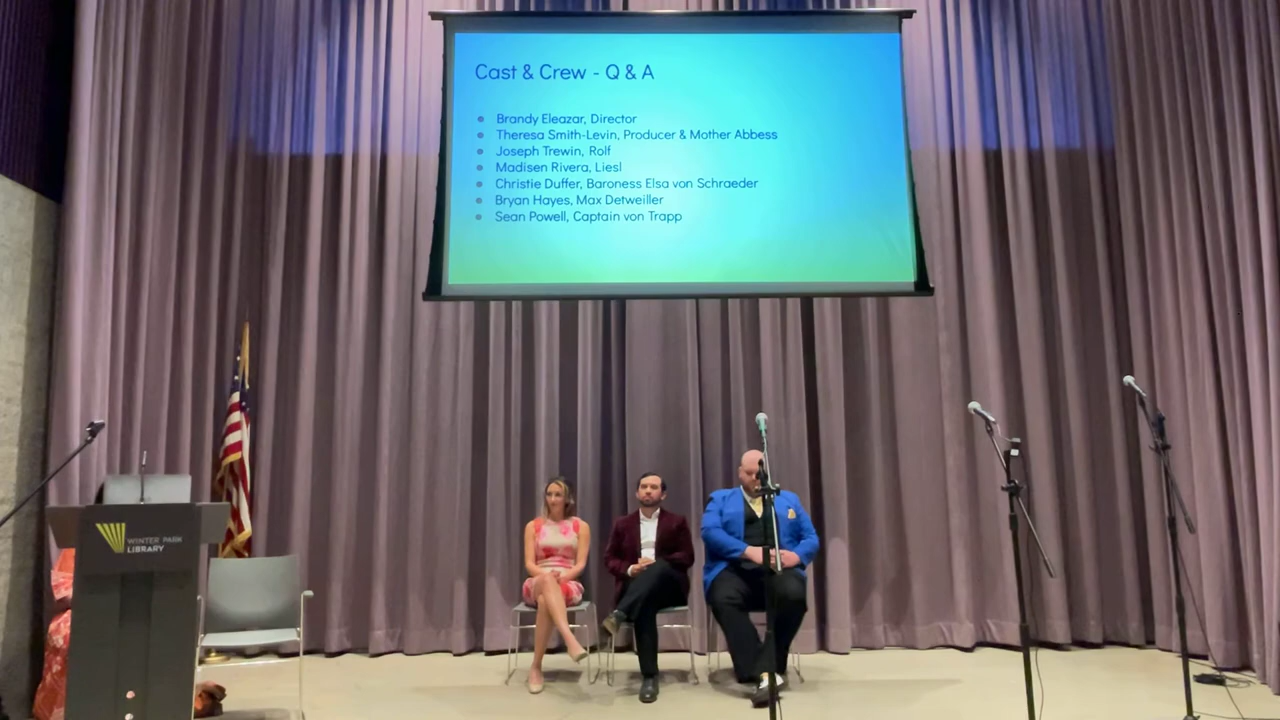 Cast & Crew - Q & A
Brandy Eleazar, Director
Theresa Smith-Levin, Producer & Mother Abbess
Joseph Trewin, Rolf
Madisen Rivera, Liesl
Christie Duffer, Baroness Elsa von Schraeder
Bryan Hayes, Max Detweiller
Sean Powell, Captain von Trapp
WINTER PARK
LIBRARY